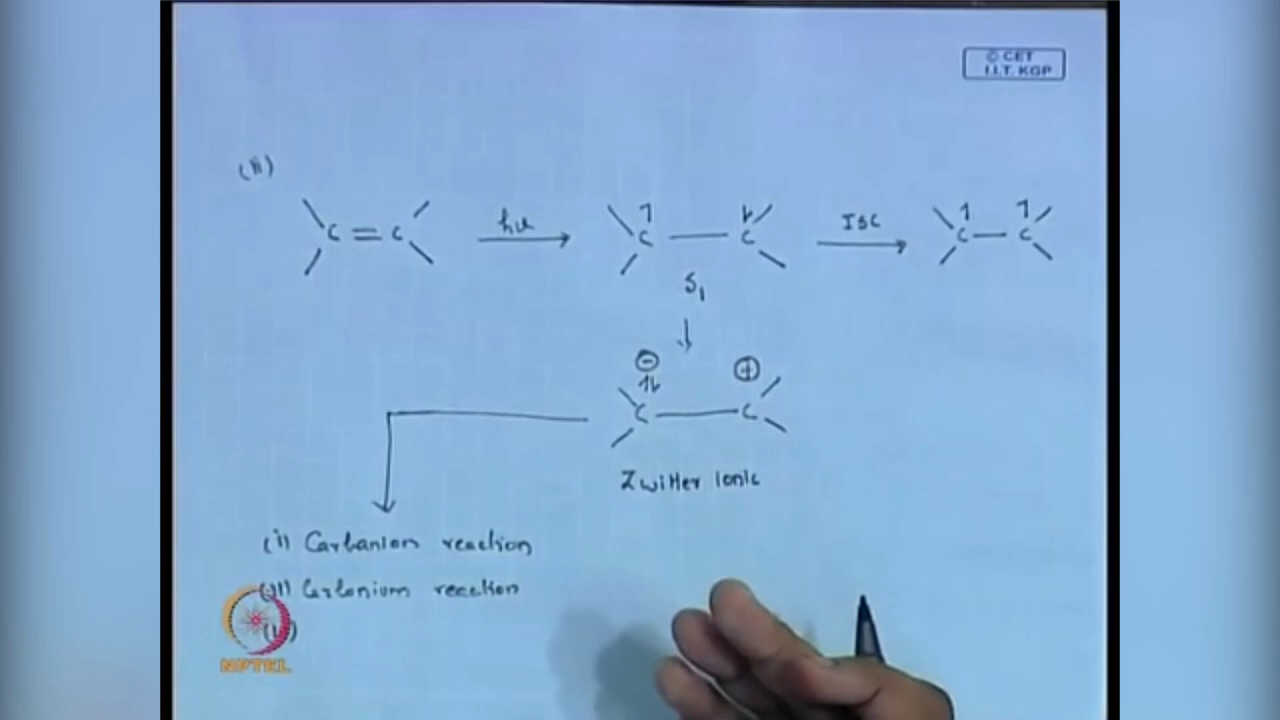 © CET
I.I.T. KGP
(ii)
C = C hν C — C ISC C — C
S1
⊖ ⊕
C — C
Zwitter ionic
(i) Carbanion reaction
(ii) Carbonium reaction
NPTEL